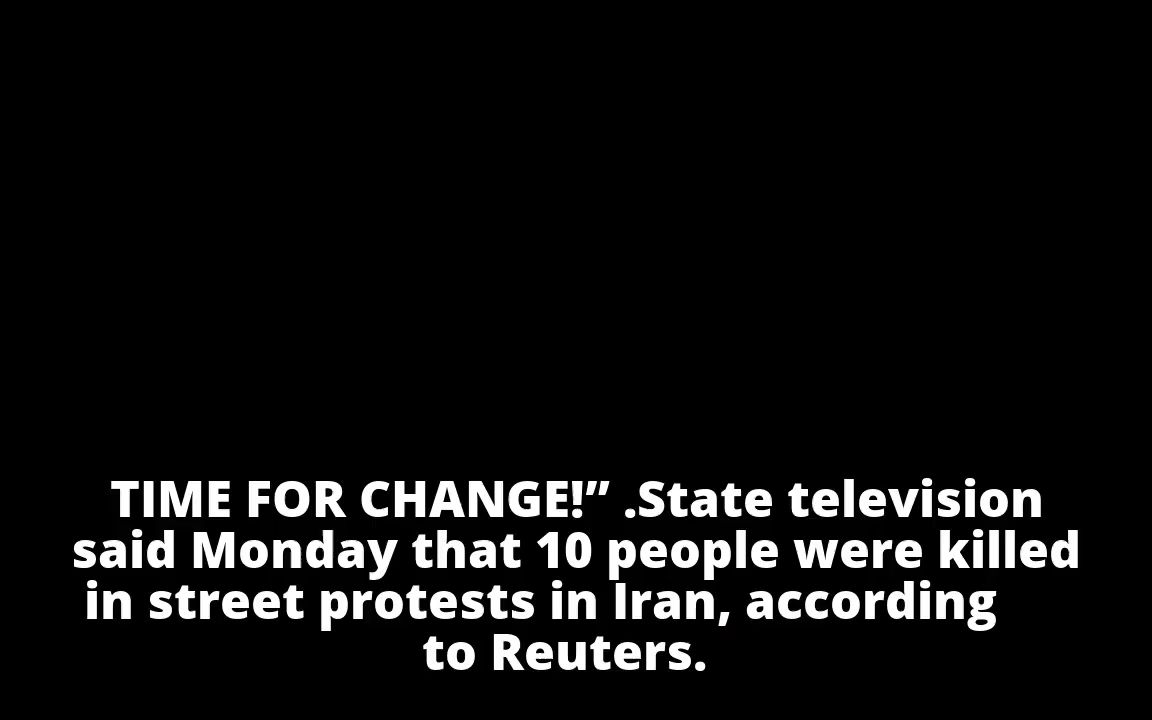 TIME FOR CHANGE!” .State television
said Monday that 10 people were killed
in street protests in Iran, according
to Reuters.